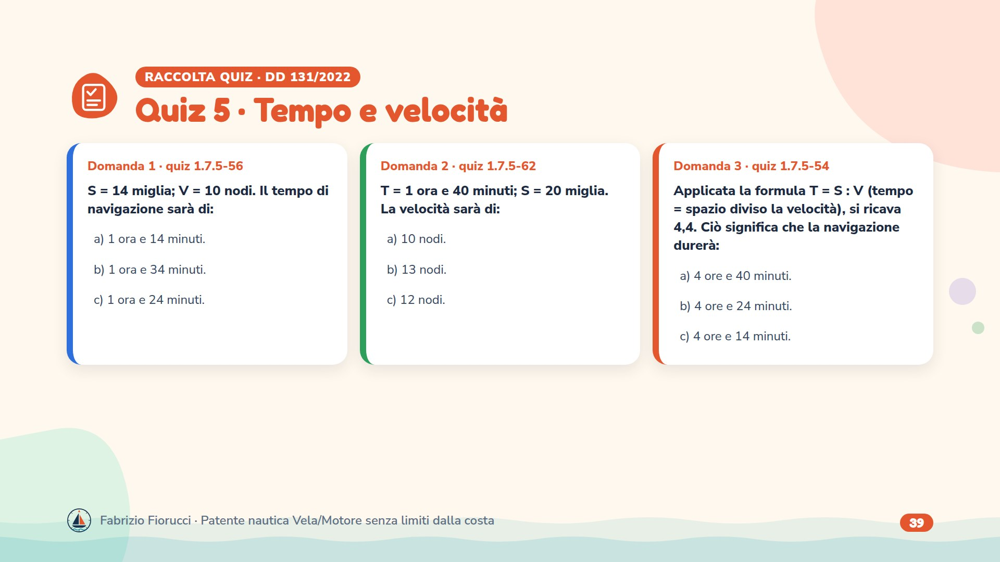 RACCOLTA QUIZ · DD 131/2022
Quiz 5 · Tempo e velocità
Domanda 1 · quiz 1.7.5-56
S = 14 miglia; V = 10 nodi. Il tempo di
navigazione sarà di:
a) 1 ora e 14 minuti.
b) 1 ora e 34 minuti.
c) 1 ora e 24 minuti.
Domanda 2 · quiz 1.7.5-62
T = 1 ora e 40 minuti; S = 20 miglia.
La velocità sarà di:
a) 10 nodi.
b) 13 nodi.
c) 12 nodi.
Domanda 3 · quiz 1.7.5-54
Applicata la formula T = S : V (tempo
= spazio diviso la velocità), si ricava
4,4. Ciò significa che la navigazione
durerà:
a) 4 ore e 40 minuti.
b) 4 ore e 24 minuti.
c) 4 ore e 14 minuti.
Fabrizio Fiorucci · Patente nautica Vela/Motore senza limiti dalla costa
39